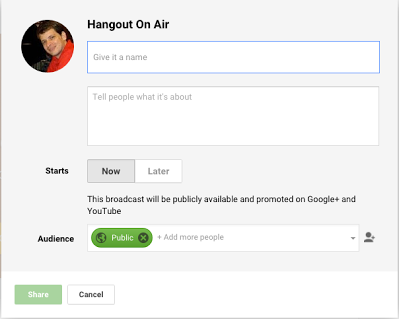 Hangout On Air
Give it a name
Tell people what it's about
Starts
Now
Later
This broadcast will be publicly available and promoted on Google+ and
YouTube
Audience
Public
+ Add more people
Share
Cancel